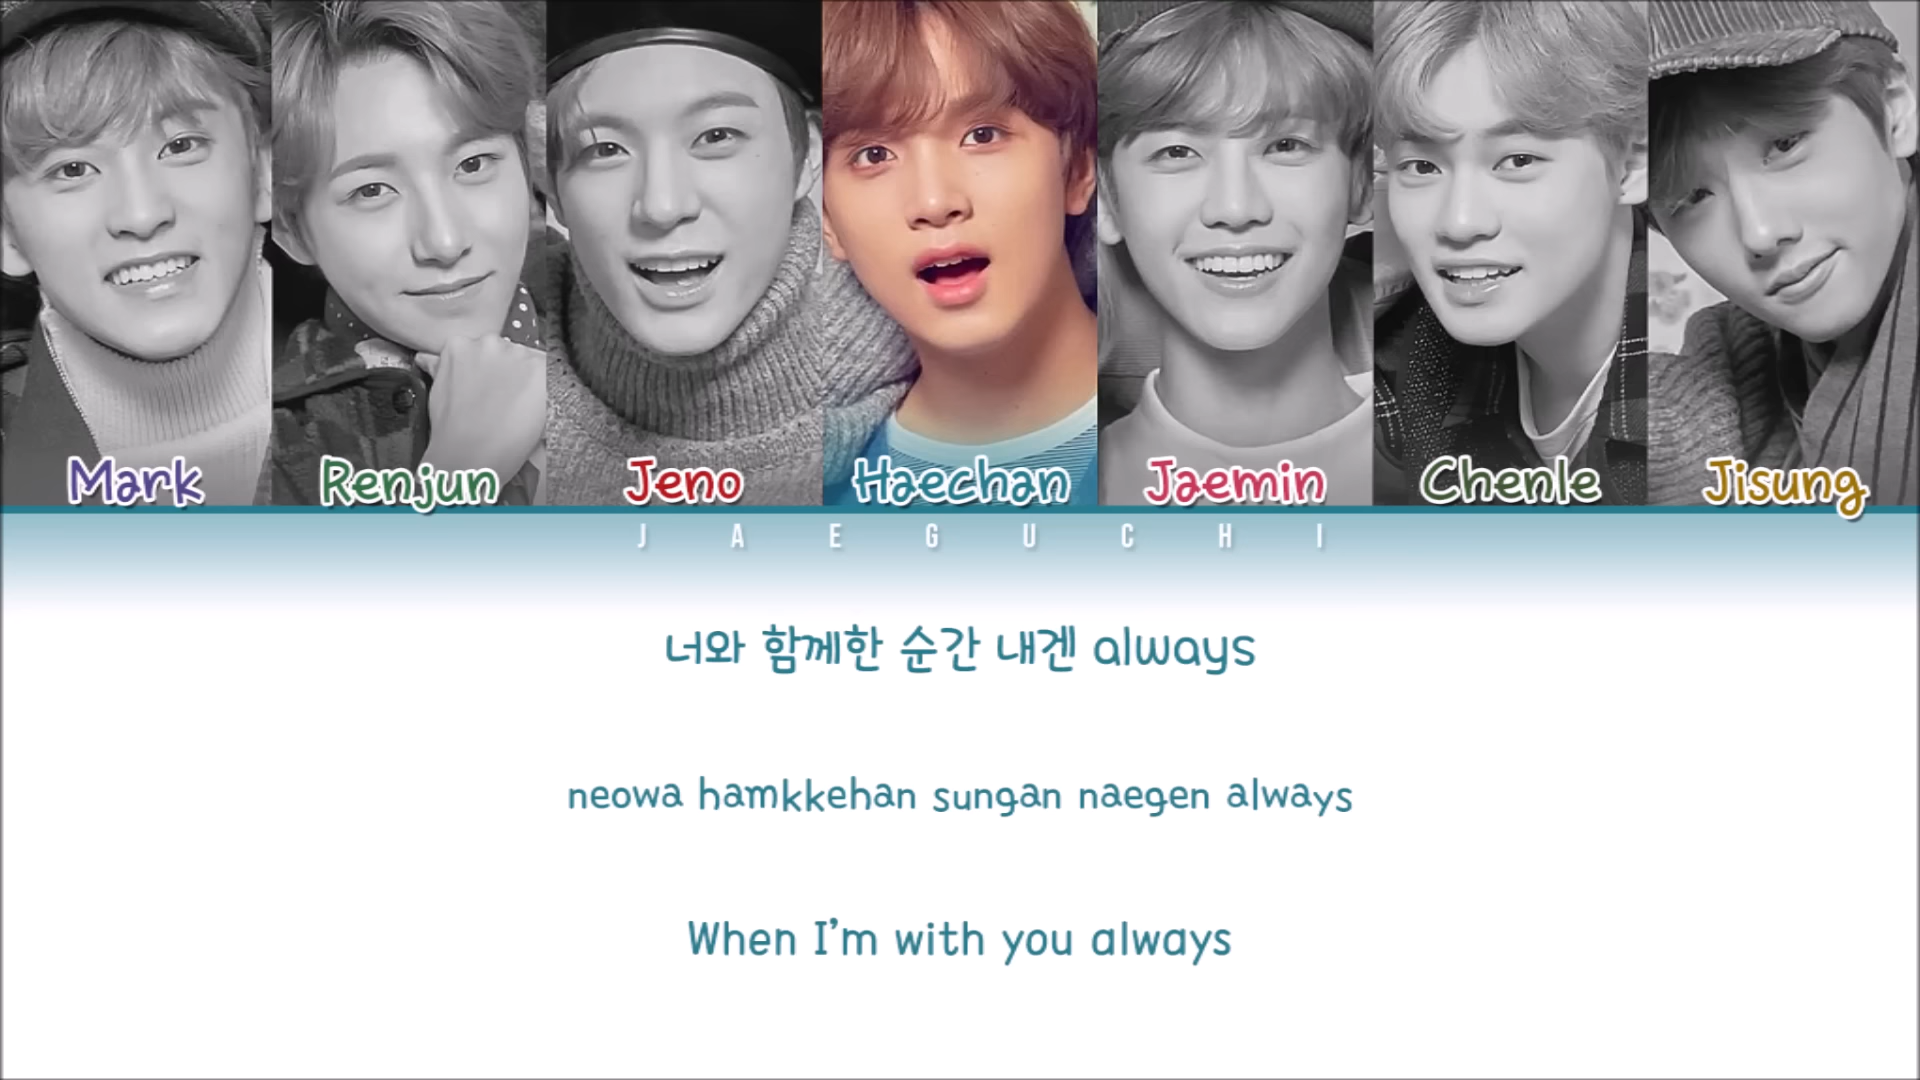 Mark Renjun Jeno Haechan Jaemin Chenle Jisung
JAEGUCHI
너와 함께한 순간 내겐 always
neowa hamkkehan sungan naegen always
When I'm with you always